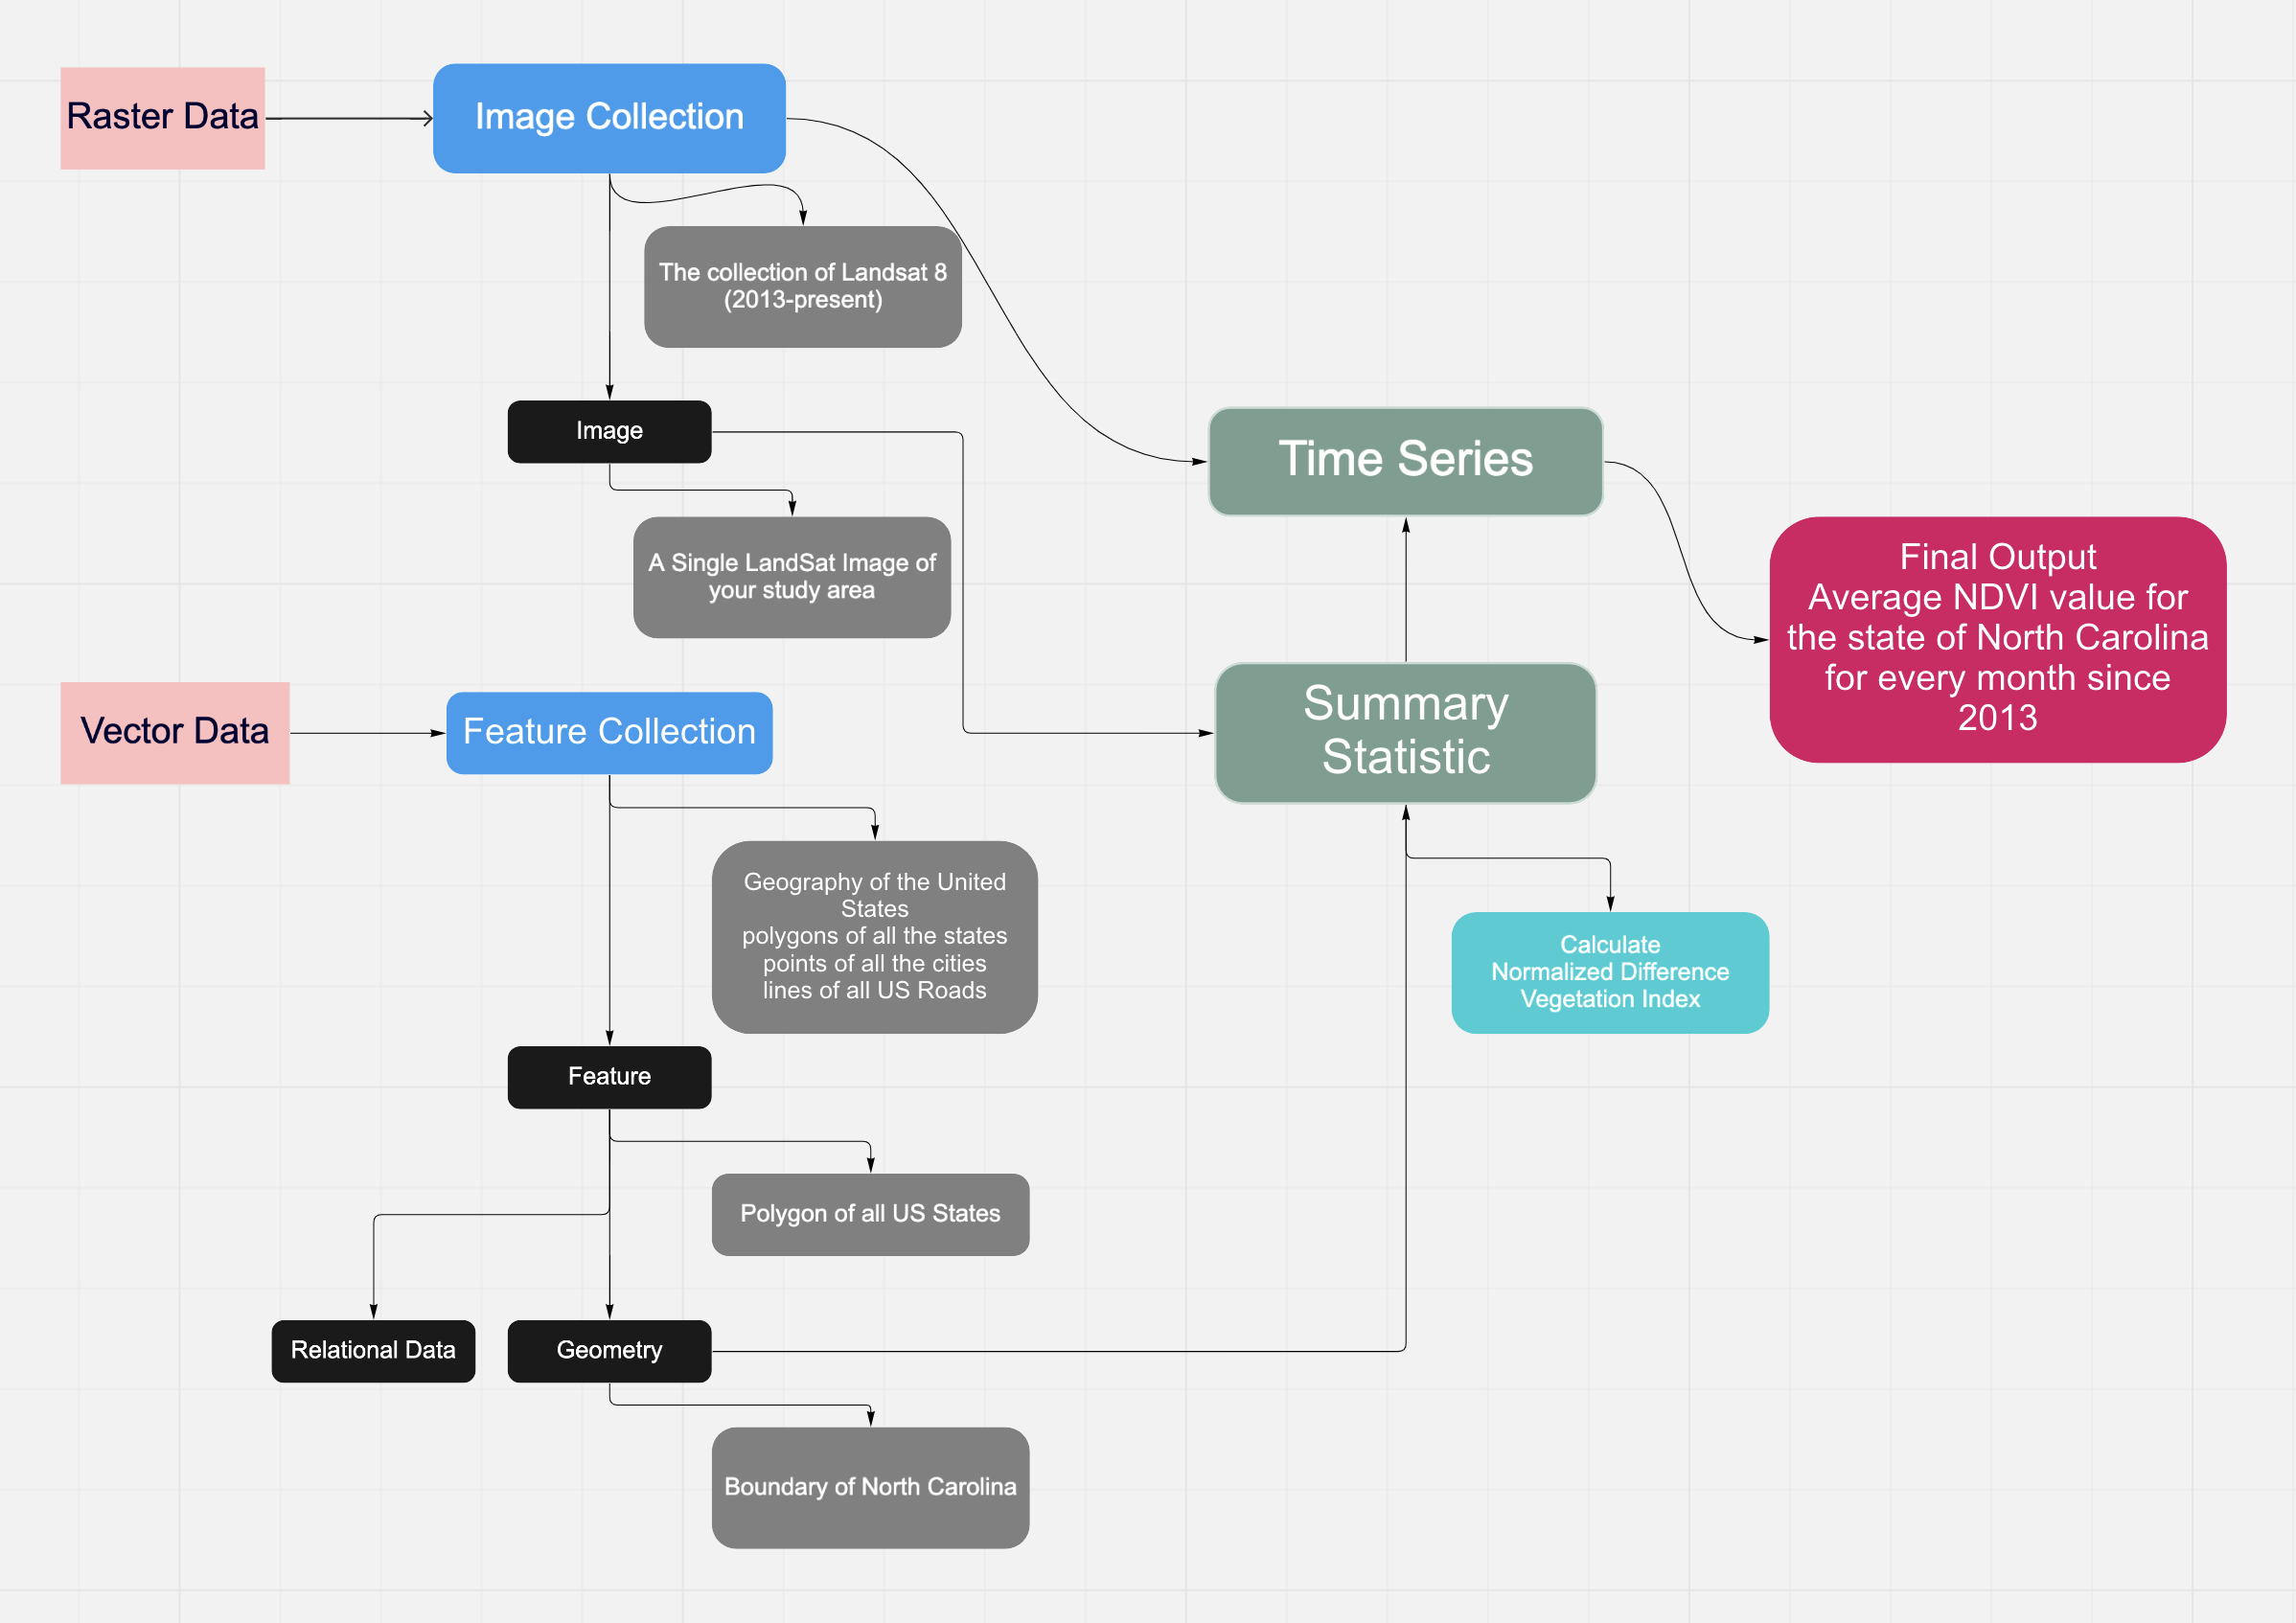 Raster Data
Image Collection
The collection of Landsat 8
(2013-present)
Image
Time Series
A Single LandSat Image of
your study area
Final Output
Average NDVI value for
the state of North Carolina
for every month since
2013
Vector Data
Feature Collection
Summary
Statistic
Geography of the United
States
polygons of all the states
points of all the cities
lines of all US Roads
Calculate
Normalized Difference
Vegetation Index
Feature
Polygon of all US States
Relational Data
Geometry
Boundary of North Carolina